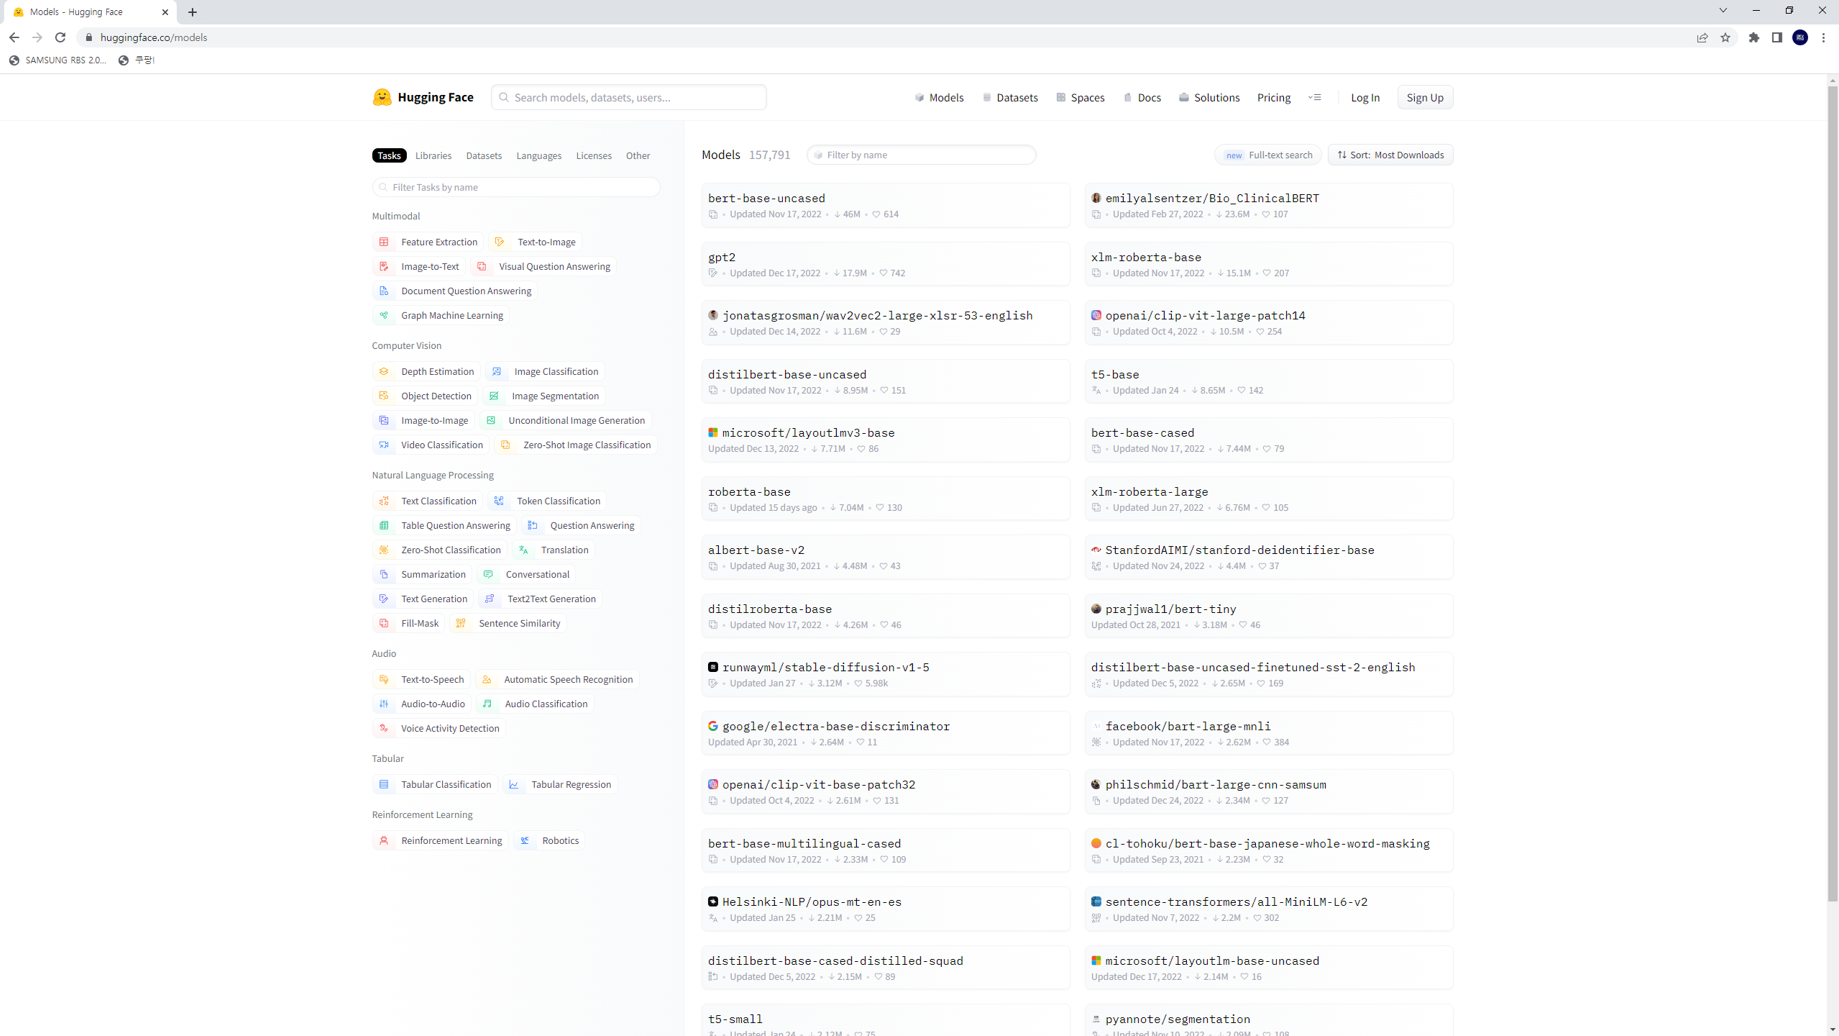 Models - Hugging Face
huggingface.co/models
SAMSUNG RBS 2.0...
쿠팡!
Hugging Face
Search models, datasets, users...
Models
Datasets
Spaces
Docs
Solutions
Pricing
Log In
Sign Up
Tasks Libraries Datasets Languages Licenses Other
Filter Tasks by name
Multimodal
Feature Extraction Text-to-Image
Image-to-Text Visual Question Answering
Document Question Answering
Graph Machine Learning
Computer Vision
Depth Estimation Image Classification
Object Detection Image Segmentation
Image-to-Image Unconditional Image Generation
Video Classification Zero-Shot Image Classification
Natural Language Processing
Text Classification Token Classification
Table Question Answering Question Answering
Zero-Shot Classification Translation
Summarization Conversational
Text Generation Text2Text Generation
Fill-Mask Sentence Similarity
Audio
Text-to-Speech Automatic Speech Recognition
Audio-to-Audio Audio Classification
Voice Activity Detection
Tabular
Tabular Classification Tabular Regression
Reinforcement Learning
Reinforcement Learning Robotics
Models 157,791
Filter by name
new Full-text search
Sort: Most Downloads
bert-base-uncased
Updated Nov 17, 2022 • ↓ 46M • ♡ 614
emilyalsentzer/Bio_ClinicalBERT
Updated Feb 27, 2022 • ↓ 23.6M • ♡ 107
gpt2
Updated Dec 17, 2022 • ↓ 17.9M • ♡ 742
xlm-roberta-base
Updated Nov 17, 2022 • ↓ 15.1M • ♡ 207
jonatasgrosman/wav2vec2-large-xlsr-53-english
Updated Dec 14, 2022 • ↓ 11.6M • ♡ 29
openai/clip-vit-large-patch14
Updated Oct 4, 2022 • ↓ 10.5M • ♡ 254
distilbert-base-uncased
Updated Nov 17, 2022 • ↓ 8.95M • ♡ 151
t5-base
Updated Jan 24 • ↓ 8.65M • ♡ 142
microsoft/layoutlmv3-base
Updated Dec 13, 2022 • ↓ 7.71M • ♡ 86
bert-base-cased
Updated Nov 17, 2022 • ↓ 7.44M • ♡ 79
roberta-base
Updated 15 days ago • ↓ 7.04M • ♡ 130
xlm-roberta-large
Updated Jun 27, 2022 • ↓ 6.76M • ♡ 105
albert-base-v2
Updated Aug 30, 2021 • ↓ 4.48M • ♡ 43
StanfordAIMI/stanford-deidentifier-base
Updated Nov 24, 2022 • ↓ 4.4M • ♡ 37
distilroberta-base
Updated Nov 17, 2022 • ↓ 4.26M • ♡ 46
prajjwal1/bert-tiny
Updated Oct 28, 2021 • ↓ 3.18M • ♡ 46
runwayml/stable-diffusion-v1-5
Updated Jan 27 • ↓ 3.12M • ♡ 5.98k
distilbert-base-uncased-finetuned-sst-2-english
Updated Dec 5, 2022 • ↓ 2.65M • ♡ 169
google/electra-base-discriminator
Updated Apr 30, 2021 • ↓ 2.64M • ♡ 11
facebook/bart-large-mnli
Updated Nov 17, 2022 • ↓ 2.62M • ♡ 384
openai/clip-vit-base-patch32
Updated Oct 4, 2022 • ↓ 2.61M • ♡ 131
philschmid/bart-large-cnn-samsum
Updated Dec 24, 2022 • ↓ 2.34M • ♡ 127
bert-base-multilingual-cased
Updated Nov 17, 2022 • ↓ 2.33M • ♡ 109
cl-tohoku/bert-base-japanese-whole-word-masking
Updated Sep 23, 2021 • ↓ 2.23M • ♡ 32
Helsinki-NLP/opus-mt-en-es
Updated Jan 25 • ↓ 2.21M • ♡ 25
sentence-transformers/all-MiniLM-L6-v2
Updated Nov 7, 2022 • ↓ 2.2M • ♡ 302
distilbert-base-cased-distilled-squad
Updated Dec 5, 2022 • ↓ 2.15M • ♡ 89
microsoft/layoutlm-base-uncased
Updated Dec 17, 2022 • ↓ 2.14M • ♡ 16
t5-small
Updated Jan 24 • ↓ 2.12M • ♡ 75
pyannote/segmentation
Updated Nov 10, 2022 • ↓ 2.09M • ♡ 108